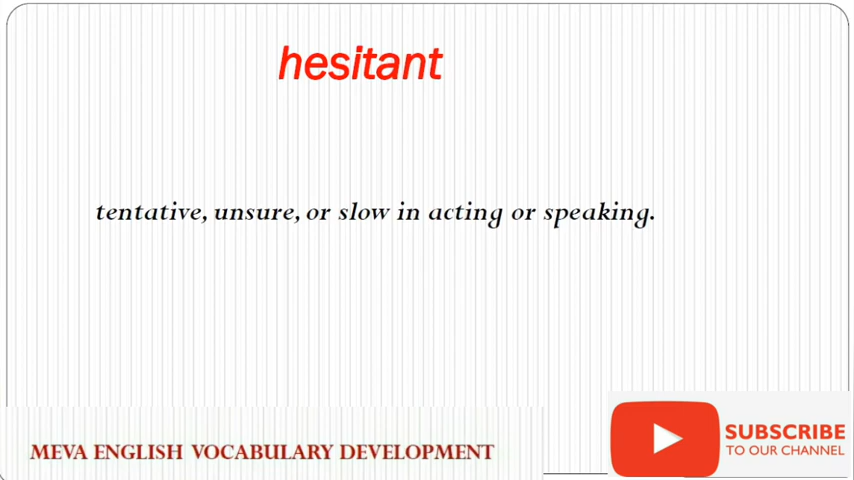 hesitant
tentative, unsure, or slow in acting or speaking.
MEVA ENGLISH VOCABULARY DEVELOPMENT
SUBSCRIBE
TO OUR CHANNEL